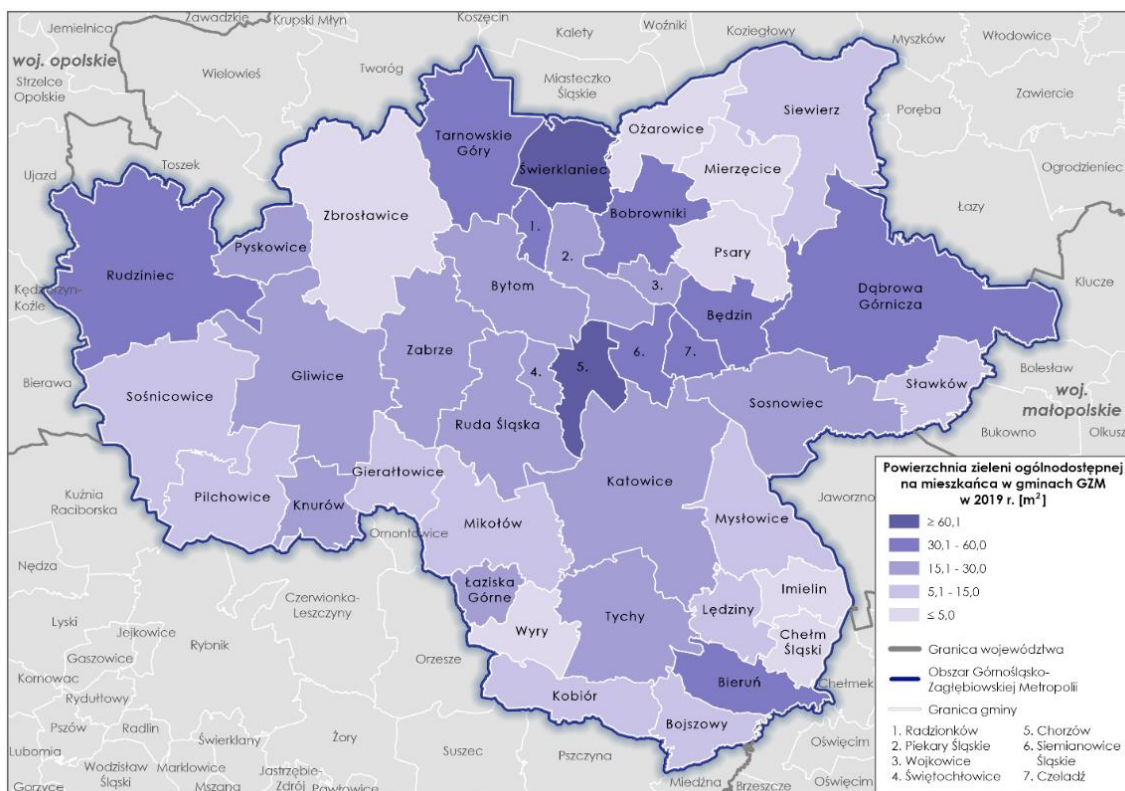 Jemielnica
Zawadzkie
Krupski Młyn
Koszęcin
Kalety
Woźniki
Koziegłowy
Myszków
Włodowice
woj. opolskie
Strzelce
Opolskie
Wielowieś
Tworóg
Miasteczko
Śląskie
Poręba
Zawiercie
Siewierz
Ożarowice
Tarnowskie
Góry
Świerklaniec
Mierzęcice
Ogrodzieniec
Ujazd
Toszek
Zbrosławice
Bobrowniki
Łazy
Pyskowice
1.
2.
Psary
Rudziniec
Bytom
3.
Dąbrowa
Górnicza
Klucze
Kędzierzyn-
Koźle
Będzin
Zabrze
4.
5.
6.
7.
Bierawa
Gliwice
Sośnicowice
Ruda Śląska
Sosnowiec
Sławków
Bolesław
woj.
małopolskie
Bukowno
Olkusz
Gierałtowice
Katowice
Kuźnia
Raciborska
Pilchowice
Knurów
Mikołów
Mysłowice
Jaworzno
Ornontowice
Nędza
Czerwionka-
Leszczyny
Łaziska
Górne
Imielin
Lędziny
Tychy
Wyry
Chełm
Śląski
Lyski
Jejkowice
Rybnik
Gaszowice
Orzesze
Bieruń
Chełmek
Kornowac
Rydułtowy
Kobiór
Bojszowy
Pszów
Radlin
Lubomia
Świerklany
Żory
Suszec
Pszczyna
Oświęcim
Wodzisław
Śląski
Marklowice
Jastrzębie-
Zdrój
Gorzyce
Mszana
Pawłowice
Miedźna
Brzeszcze
Oświęcim
Powierzchnia zieleni ogólnodostępnej
na mieszkańca w gminach GZM
w 2019 r. [m²]
≥ 60,1
30,1 - 60,0
15,1 - 30,0
5,1 - 15,0
≤ 5,0
Granica województwa
Obszar Górnośląsko-
Zagłębiowskiej Metropolii
Granica gminy
1. Radzionków
2. Piekary Śląskie
3. Wojkowice
4. Świętochłowice
5. Chorzów
6. Siemianowice
Śląskie
7. Czeladź